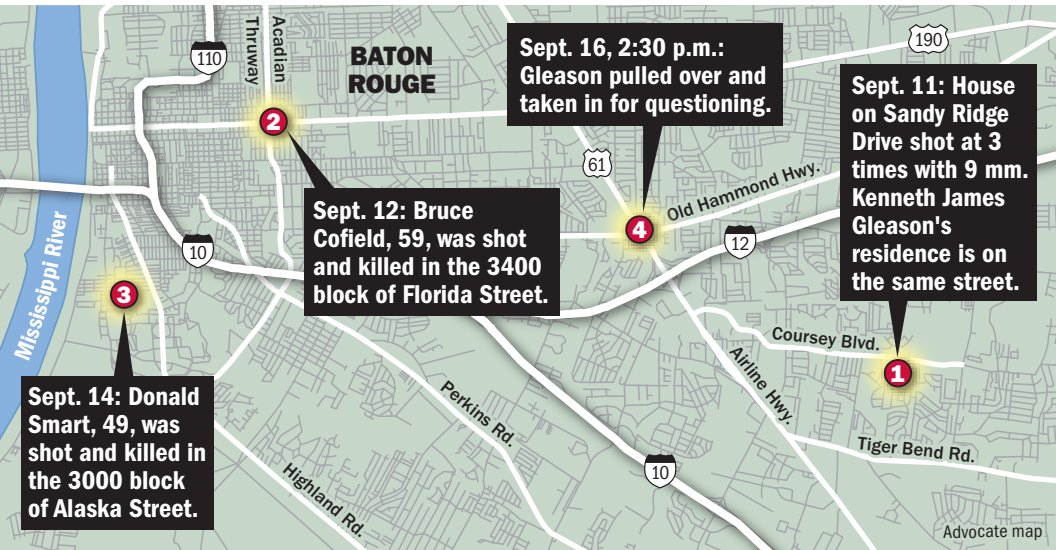 110
Acadian
Thruway
BATON
ROUGE
190
Sept. 16, 2:30 p.m.:
Gleason pulled over and
taken in for questioning.
Sept. 11: House
on Sandy Ridge
Drive shot at 3
times with 9 mm.
Kenneth James
Gleason's
residence is on
the same street.
2
61
Old Hammond Hwy.
4
12
Sept. 12: Bruce
Cofield, 59, was shot
and killed in the 3400
block of Florida Street.
Mississippi River
10
3
Coursey Blvd.
1
Airline Hwy.
Sept. 14: Donald
Smart, 49, was
shot and killed in
the 3000 block
of Alaska Street.
Perkins Rd.
Tiger Bend Rd.
Highland Rd.
10
Advocate map